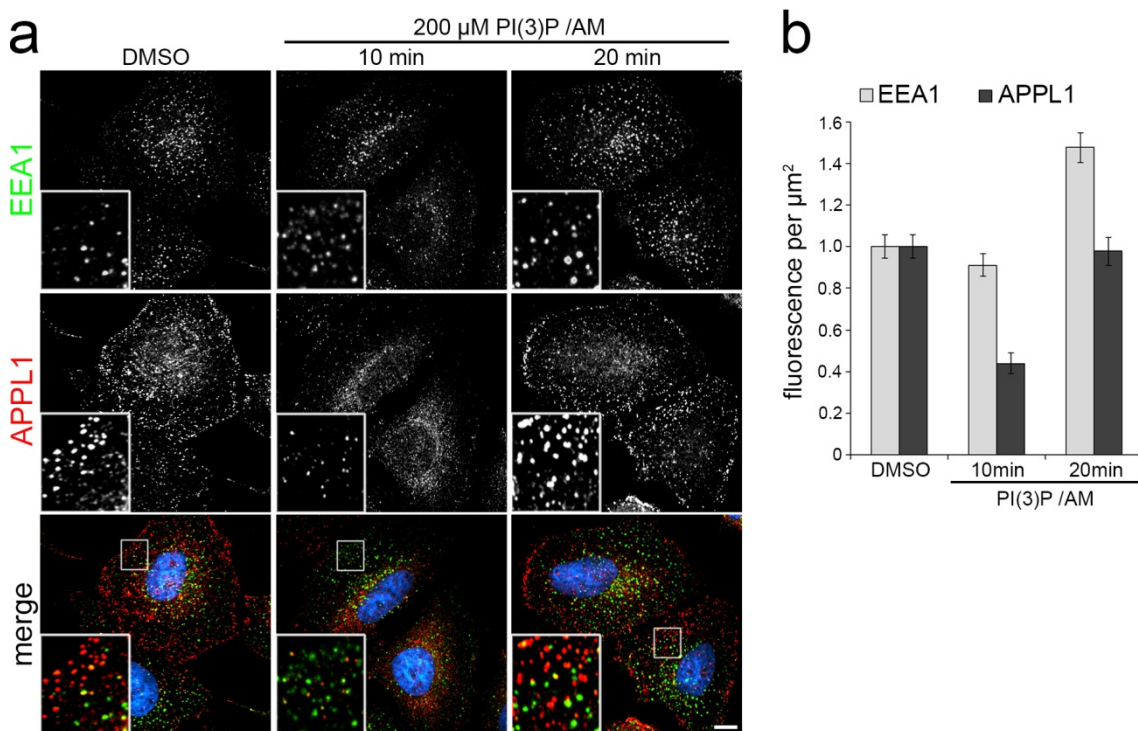 a
200 µM PI(3)P /AM
DMSO
10 min
20 min
EEA1
APPL1
merge
b
EEA1
APPL1
fluorescence per µm²
1.6
1.4
1.2
1.0
0.8
0.6
0.4
0.2
0
DMSO
10min
20min
PI(3)P /AM